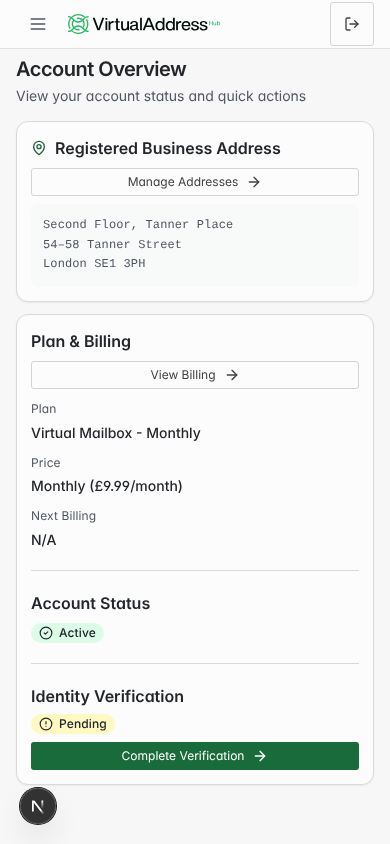 VirtualAddress Hub
Account Overview
View your account status and quick actions
Registered Business Address
Manage Addresses
Second Floor, Tanner Place
54–58 Tanner Street
London SE1 3PH
Plan & Billing
View Billing
Plan
Virtual Mailbox - Monthly
Price
Monthly (£9.99/month)
Next Billing
N/A
Account Status
Active
Identity Verification
Pending
Complete Verification
N